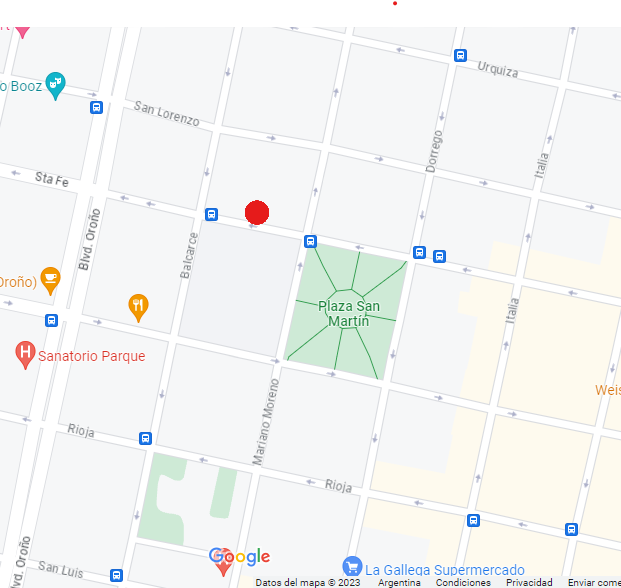 Urquiza
o Booz
San Lorenzo
Dorrego
Italia
Sta Fe
Blvd. Oroño
Balcarce
Oroño)
Plaza San
Martín
Italia
Sanatorio Parque
Mariano Moreno
Weis
Rioja
Rioja
vd. Oroño
San Luis
Google
La Gallega Supermercado
Datos del mapa © 2023 Argentina Condiciones Privacidad Enviar come